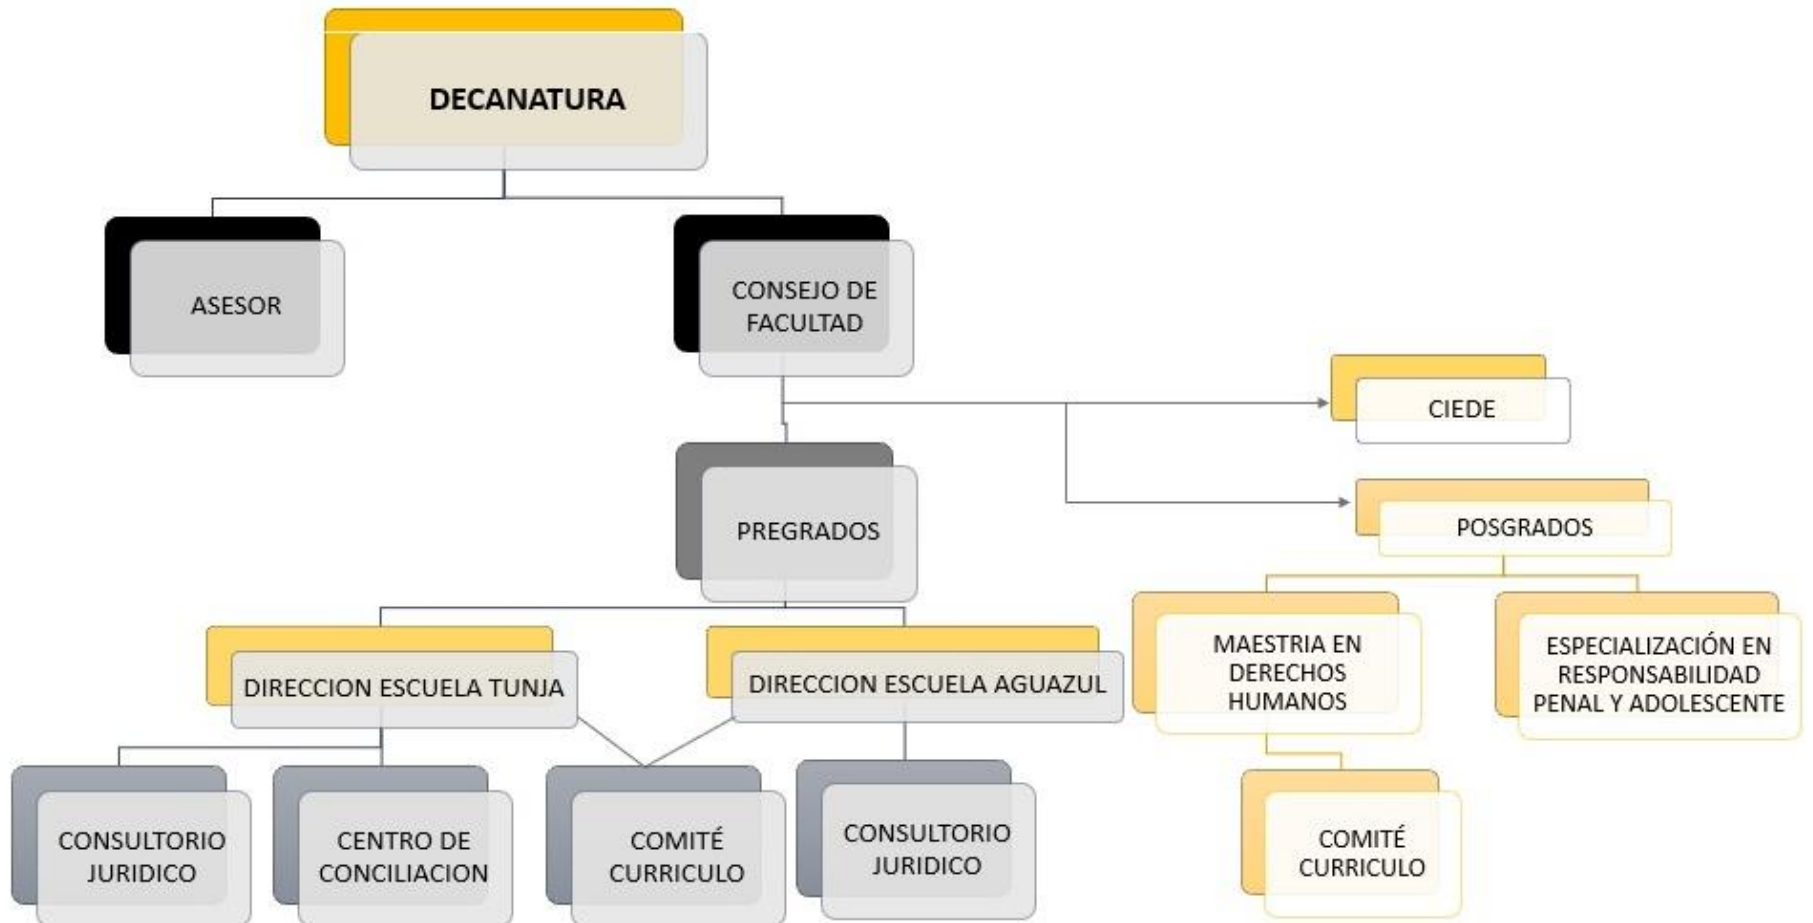 DECANATURA
ASESOR
CONSEJO DE
FACULTAD
CIEDE
PREGRADOS
POSGRADOS
DIRECCION ESCUELA TUNJA
DIRECCION ESCUELA AGUAZUL
MAESTRIA EN
DERECHOS
HUMANOS
ESPECIALIZACIÓN EN
RESPONSABILIDAD
PENAL Y ADOLESCENTE
CONSULTORIO
JURIDICO
CENTRO DE
CONCILIACION
COMITÉ
CURRICULO
CONSULTORIO
JURIDICO
COMITÉ
CURRICULO